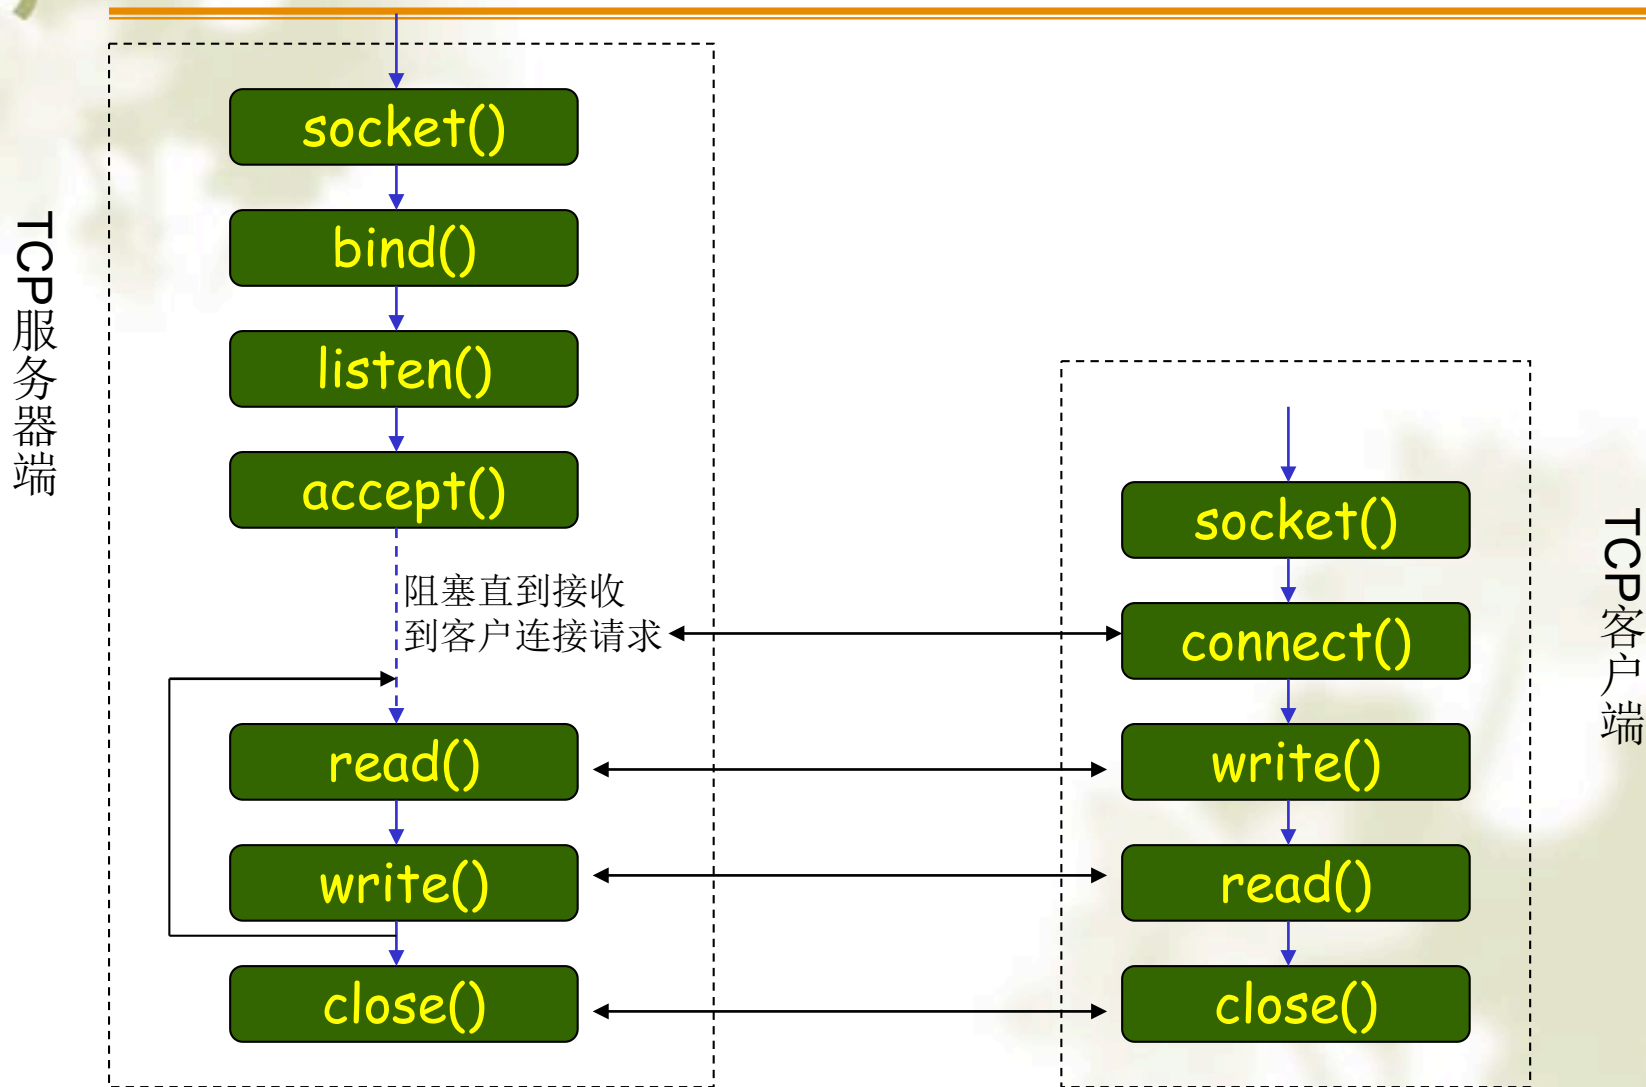 TCP服务器端
socket()
bind()
listen()
accept()
阻塞直到接收
到客户连接请求
read()
write()
close()
socket()
connect()
write()
read()
close()
TCP客户端